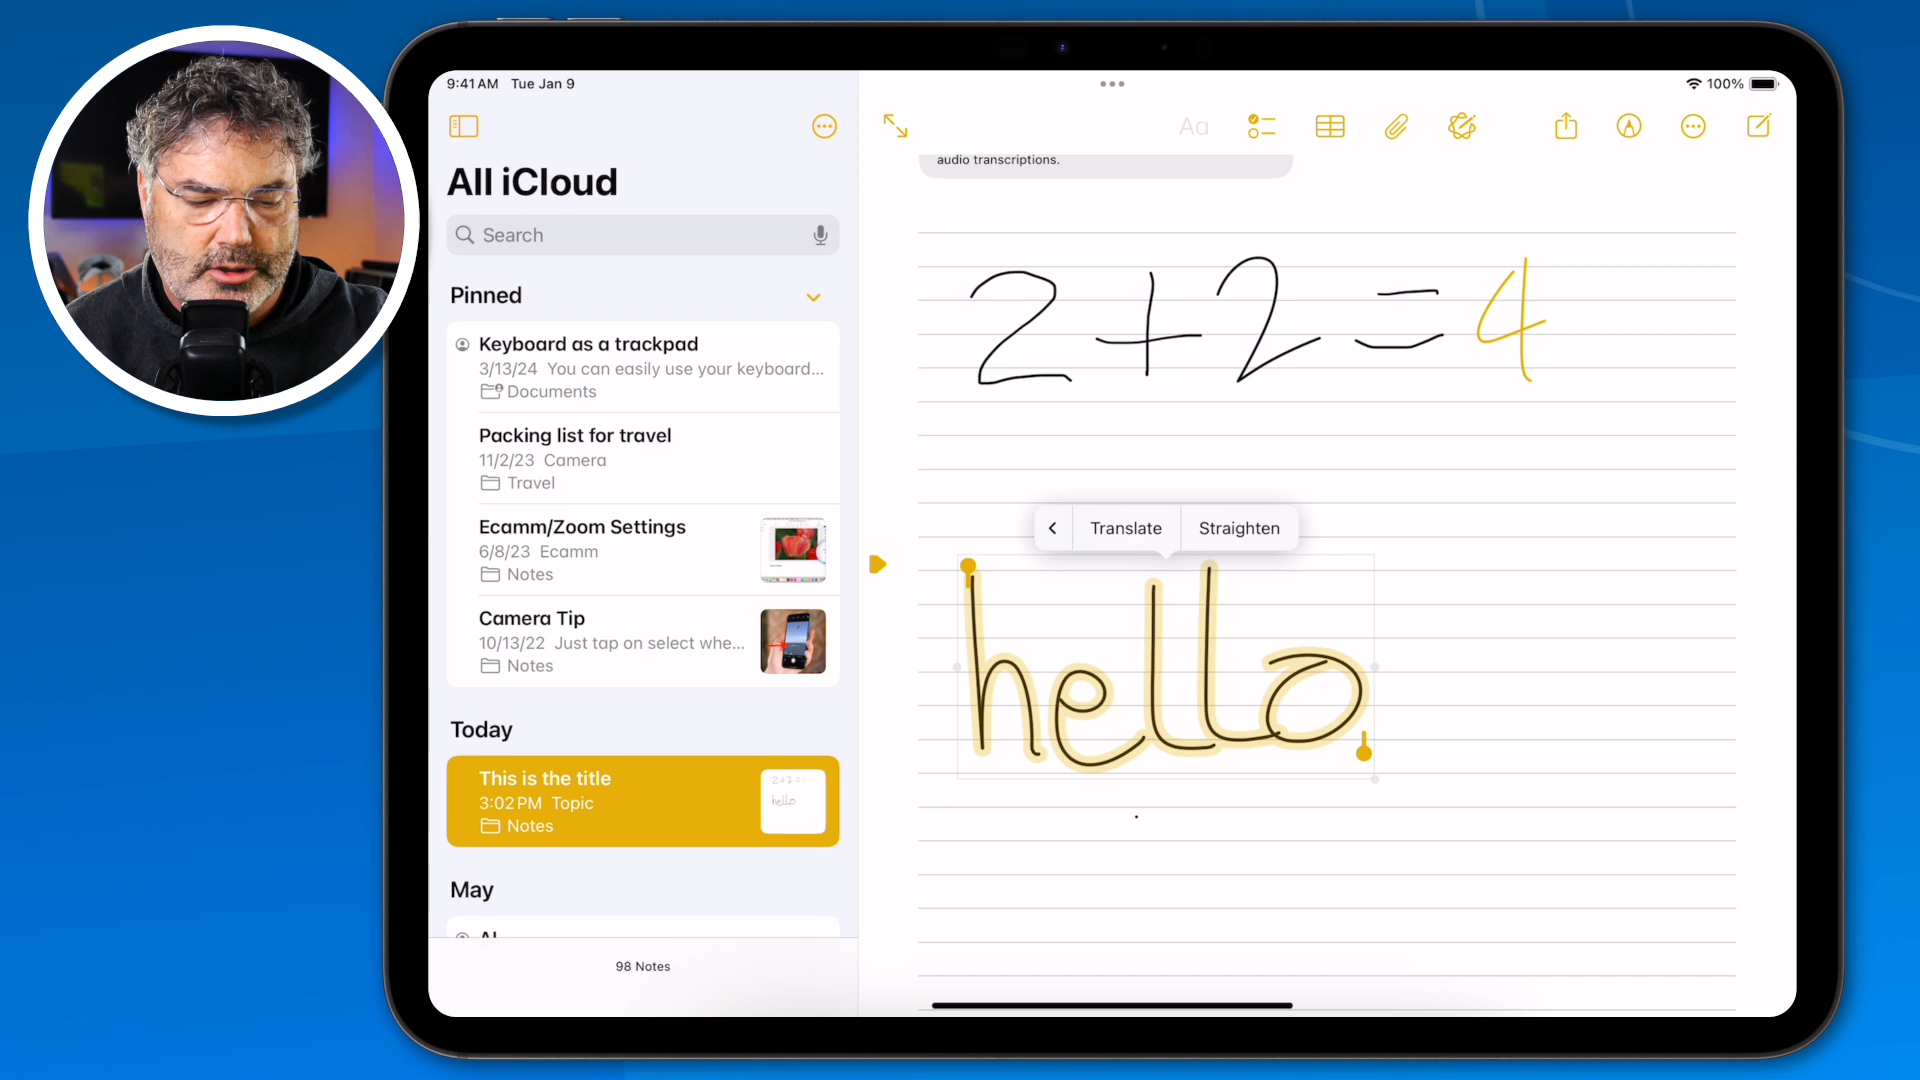 9:41 AM Tue Jan 9
100%
All iCloud
Search
Pinned
Keyboard as a trackpad
3/13/24 You can easily use your keyboard...
Documents
Packing list for travel
11/2/23 Camera
Travel
Ecamm/Zoom Settings
6/8/23 Ecamm
Notes
Camera Tip
10/13/22 Just tap on select whe...
Notes
Today
This is the title
3:02 PM Topic
Notes
2+2=
hello
May
98 Notes
Aa
audio transcriptions.
2+2=4
Translate
Straighten
hello